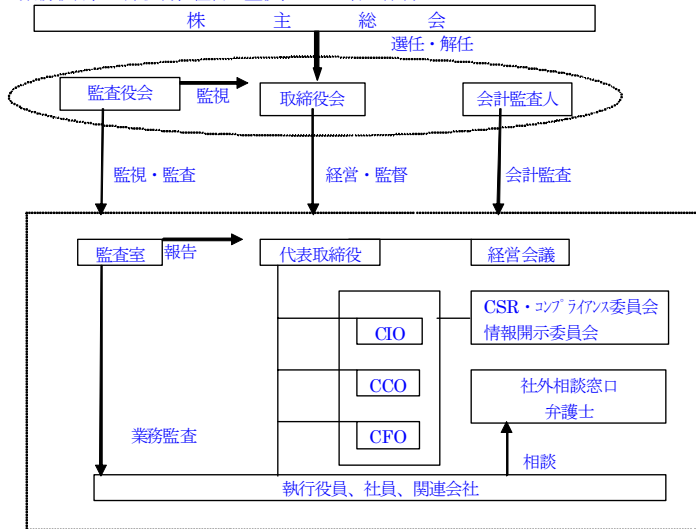 株主総会
選任・解任
監査役会
監視
取締役会
会計監査人
監視・監査
経営・監督
会計監査
監査室
報告
代表取締役
経営会議
CIO
CSR・コンプライアンス委員会
情報開示委員会
CCO
社外相談窓口
弁護士
CFO
業務監査
相談
執行役員、社員、関連会社